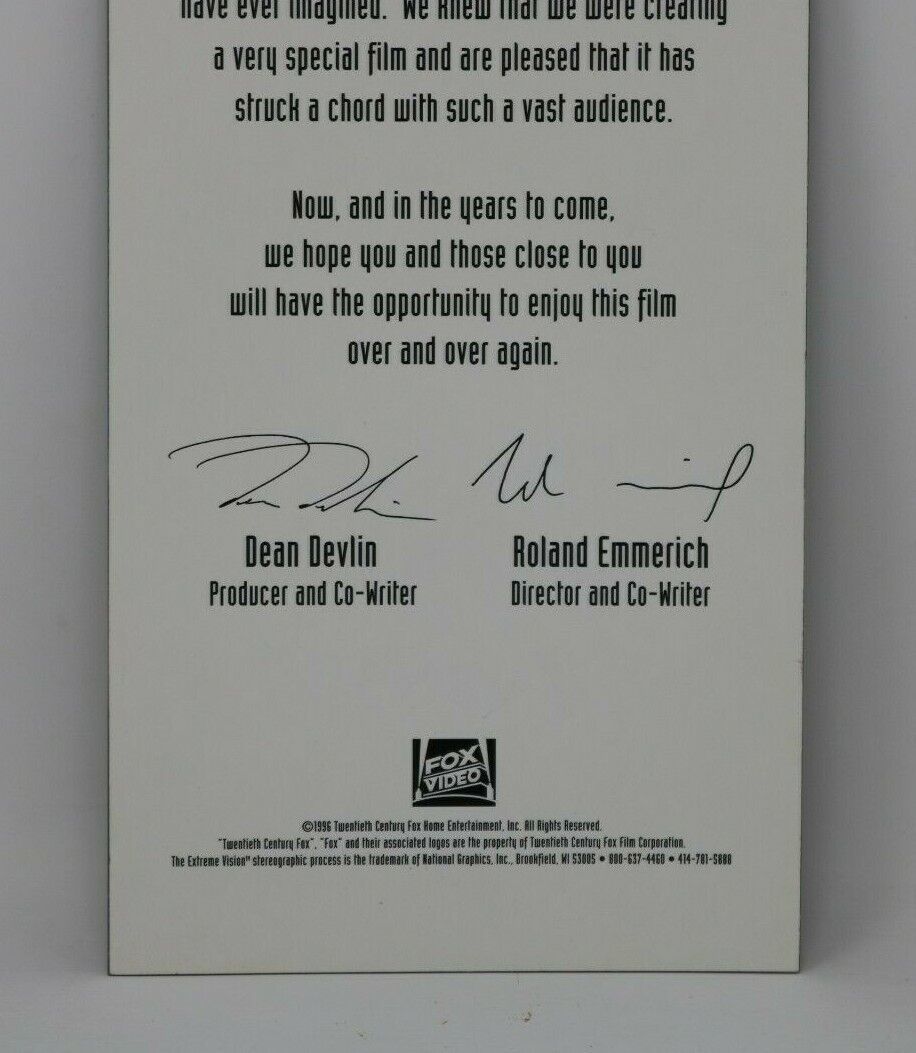 have ever imagined. We knew that we were creating
a very special film and are pleased that it has
struck a chord with such a vast audience.
Now, and in the years to come,
we hope you and those close to you
will have the opportunity to enjoy this film
over and over again.
Dean Devlin
Producer and Co-Writer
Roland Emmerich
Director and Co-Writer
FOX
VIDEO
©1996 Twentieth Century Fox Home Entertainment, Inc. All Rights Reserved.
"Twentieth Century Fox", "Fox" and their associated logos are the property of Twentieth Century Fox Film Corporation.
The Extreme Vision™ stereographic process is the trademark of National Graphics, Inc., Brookfield, WI 53005 • 800-637-4460 • 414-781-5888